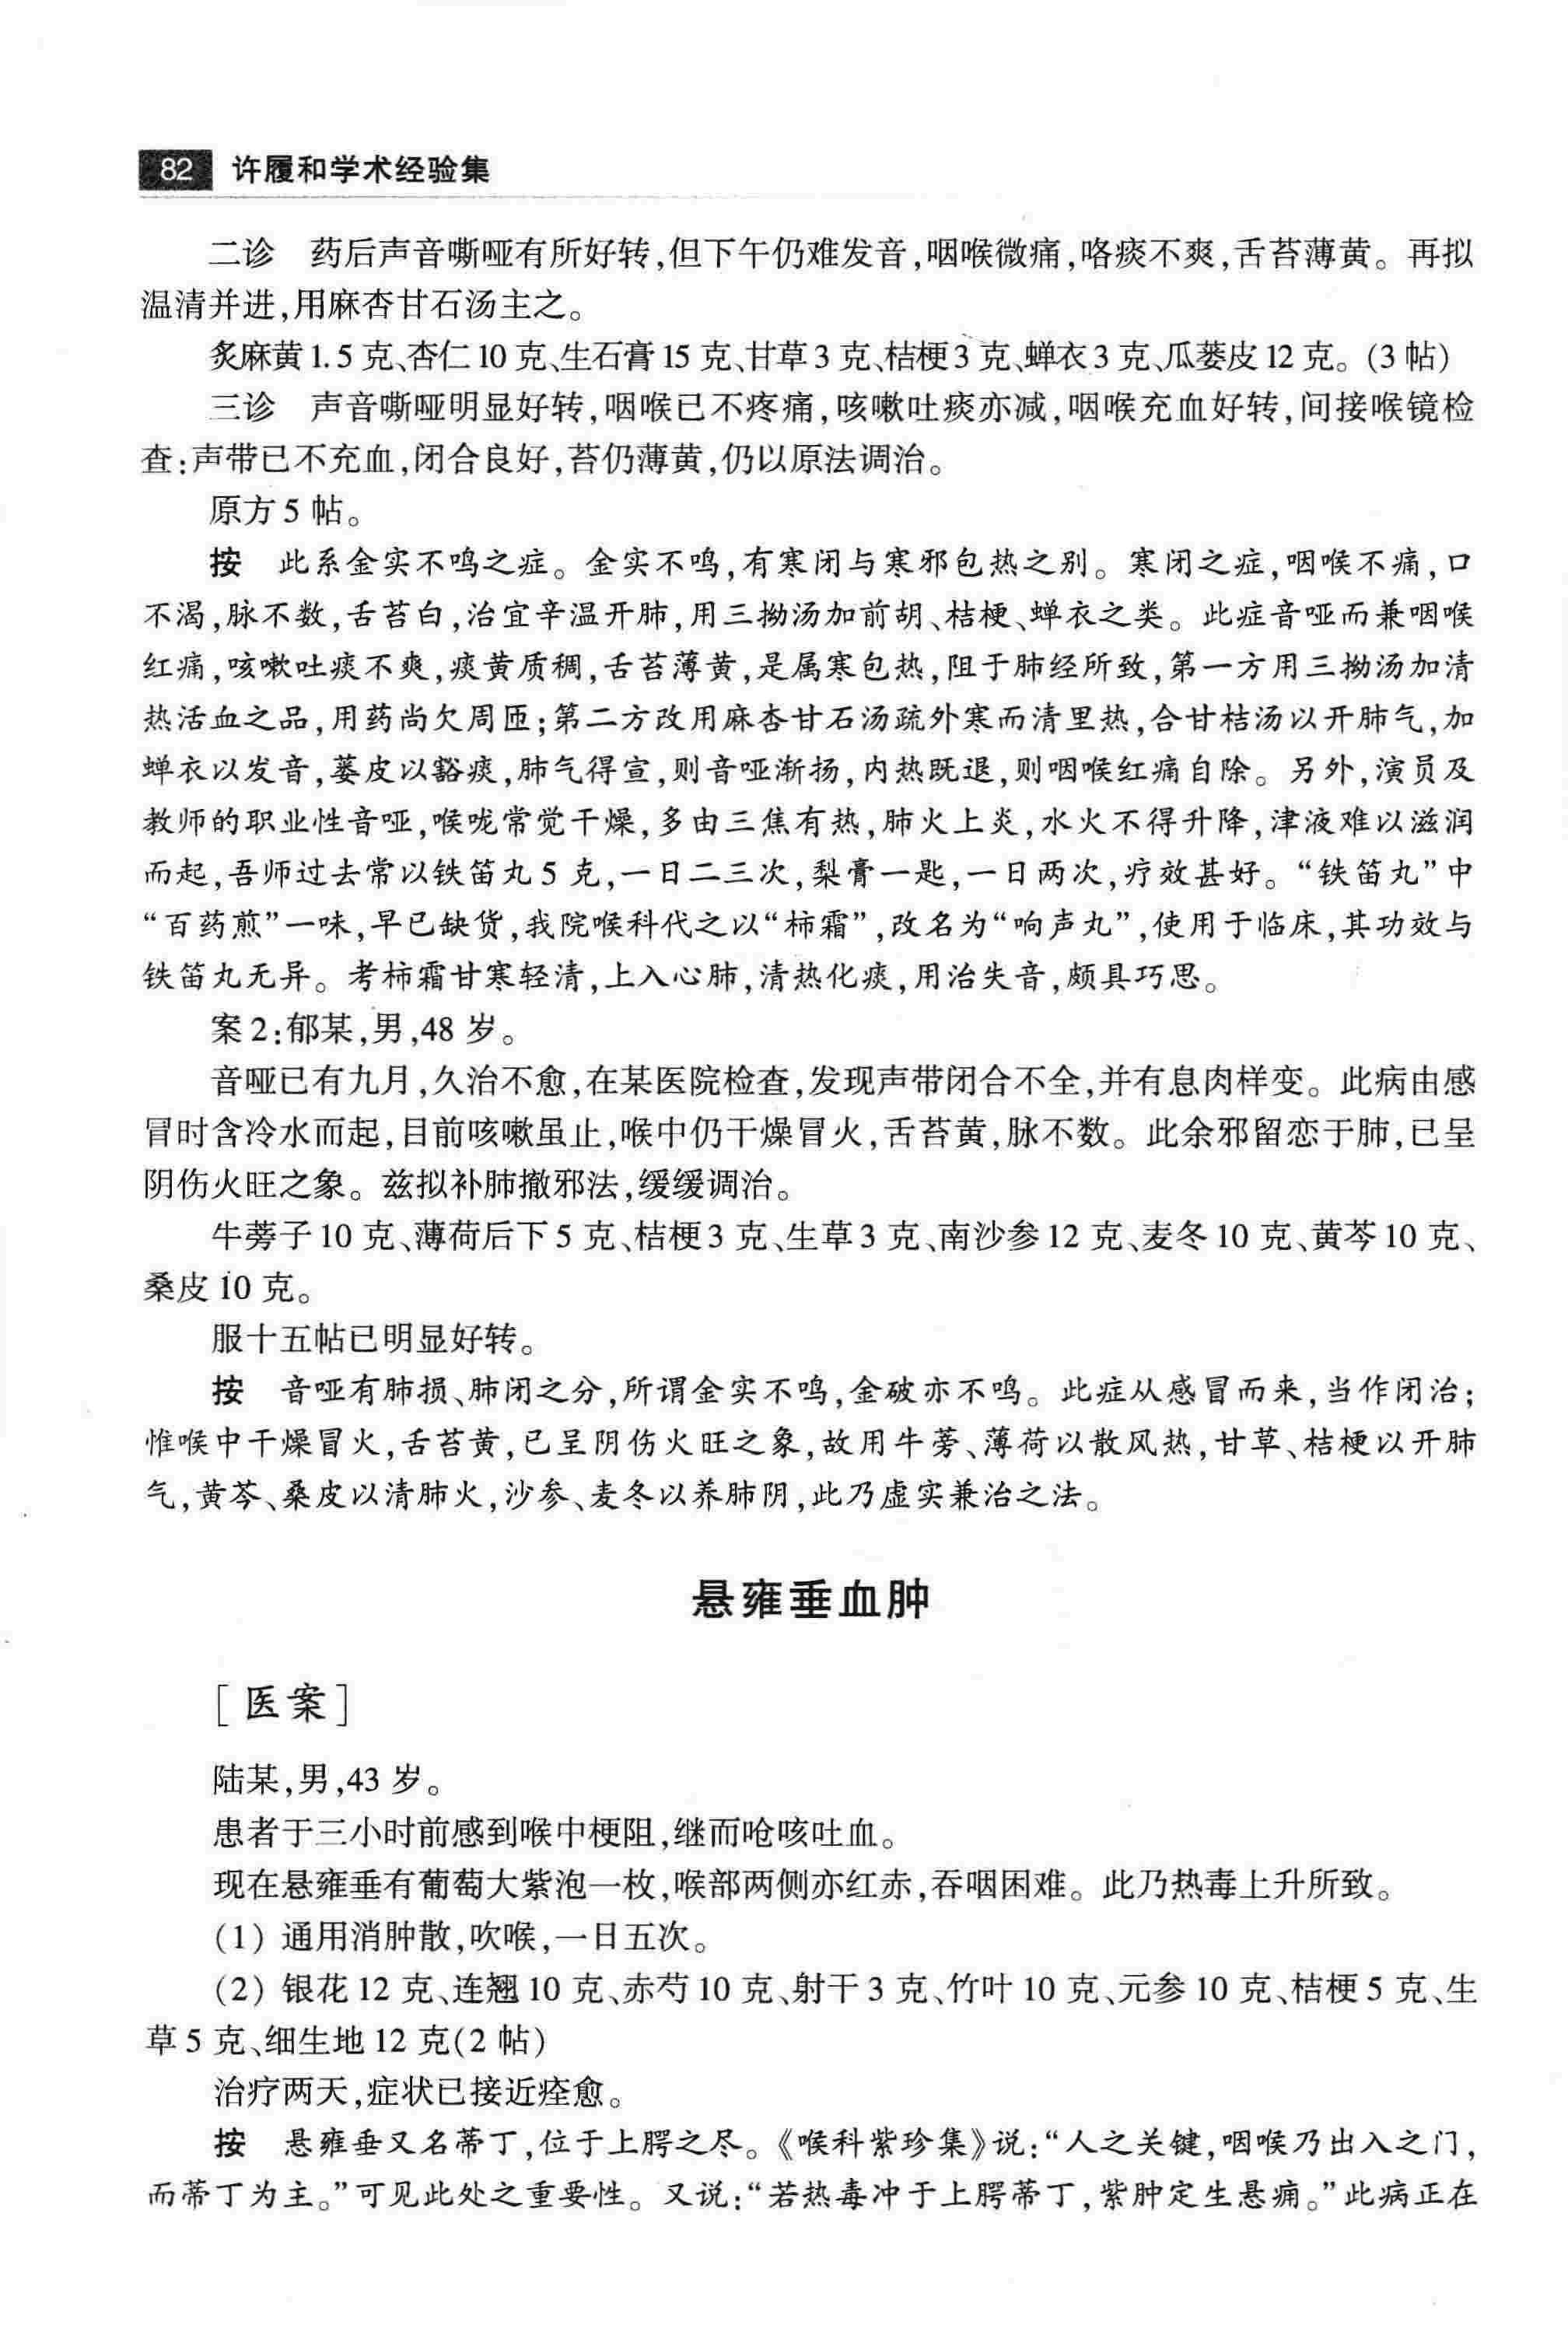 82 许履和学术经验集
二诊　药后声音嘶哑有所好转,但下午仍难发音,咽喉微痛,咯痰不爽,舌苔薄黄。再拟
温清并进,用麻杏甘石汤主之。
炙麻黄1.5克、杏仁10克、生石膏15克、甘草3克、桔梗3克、蝉衣3克、瓜蒌皮12克。(3帖)
三诊　声音嘶哑明显好转,咽喉已不疼痛,咳嗽吐痰亦减,咽喉充血好转,间接喉镜检
查:声带已不充血,闭合良好,苔仍薄黄,仍以原法调治。
原方5帖。
按　此系金实不鸣之症。金实不鸣,有寒闭与寒邪包热之别。寒闭之症,咽喉不痛,口
不渴,脉不数,舌苔白,治宜辛温开肺,用三拗汤加前胡、桔梗、蝉衣之类。此症音哑而兼咽喉
红痛,咳嗽吐痰不爽,痰黄质稠,舌苔薄黄,是属寒包热,阻于肺经所致,第一方用三拗汤加清
热活血之品,用药尚欠周匝;第二方改用麻杏甘石汤疏外寒而清里热,合甘桔汤以开肺气,加
蝉衣以发音,蒌皮以豁痰,肺气得宣,则音哑渐扬,内热既退,则咽喉红痛自除。另外,演员及
教师的职业性音哑,喉咙常觉干燥,多由三焦有热,肺火上炎,水火不得升降,津液难以滋润
而起,吾师过去常以铁笛丸5克,一日二三次,梨膏一匙,一日两次,疗效甚好。“铁笛丸”中
“百药煎”一味,早已缺货,我院喉科代之以“柿霜”,改名为“响声丸”,使用于临床,其功效与
铁笛丸无异。考柿霜甘寒轻清,上入心肺,清热化痰,用治失音,颇具巧思。
案2:郁某,男,48岁。
音哑已有九月,久治不愈,在某医院检查,发现声带闭合不全,并有息肉样变。此病由感
冒时含冷水而起,目前咳嗽虽止,喉中仍干燥冒火,舌苔黄,脉不数。此余邪留恋于肺,已呈
阴伤火旺之象。兹拟补肺撤邪法,缓缓调治。
牛蒡子10克、薄荷后下5克、桔梗3克、生草3克、南沙参12克、麦冬10克、黄芩10克、
桑皮10克。
服十五帖已明显好转。
按　音哑有肺损、肺闭之分,所谓金实不鸣,金破亦不鸣。此症从感冒而来,当作闭治;
惟喉中干燥冒火,舌苔黄,已呈阴伤火旺之象,故用牛蒡、薄荷以散风热,甘草、桔梗以开肺
气,黄芩、桑皮以清肺火,沙参、麦冬以养肺阴,此乃虚实兼治之法。
悬雍垂血肿
[医案]
陆某,男,43岁。
患者于三小时前感到喉中梗阻,继而呛咳吐血。
现在悬雍垂有葡萄大紫泡一枚,喉部两侧亦红赤,吞咽困难。此乃热毒上升所致。
(1) 通用消肿散,吹喉,一日五次。
(2) 银花12克、连翘10克、赤芍10克、射干3克、竹叶10克、元参10克、桔梗5克、生
草5克、细生地12克(2帖)
治疗两天,症状已接近痊愈。
按　悬雍垂又名蒂丁,位于上腭之尽。《喉科紫珍集》说:“人之关键,咽喉乃出入之门,
而蒂丁为主。”可见此处之重要性。又说:“若热毒冲于上腭蒂丁,紫肿定生悬痈。”此病正在